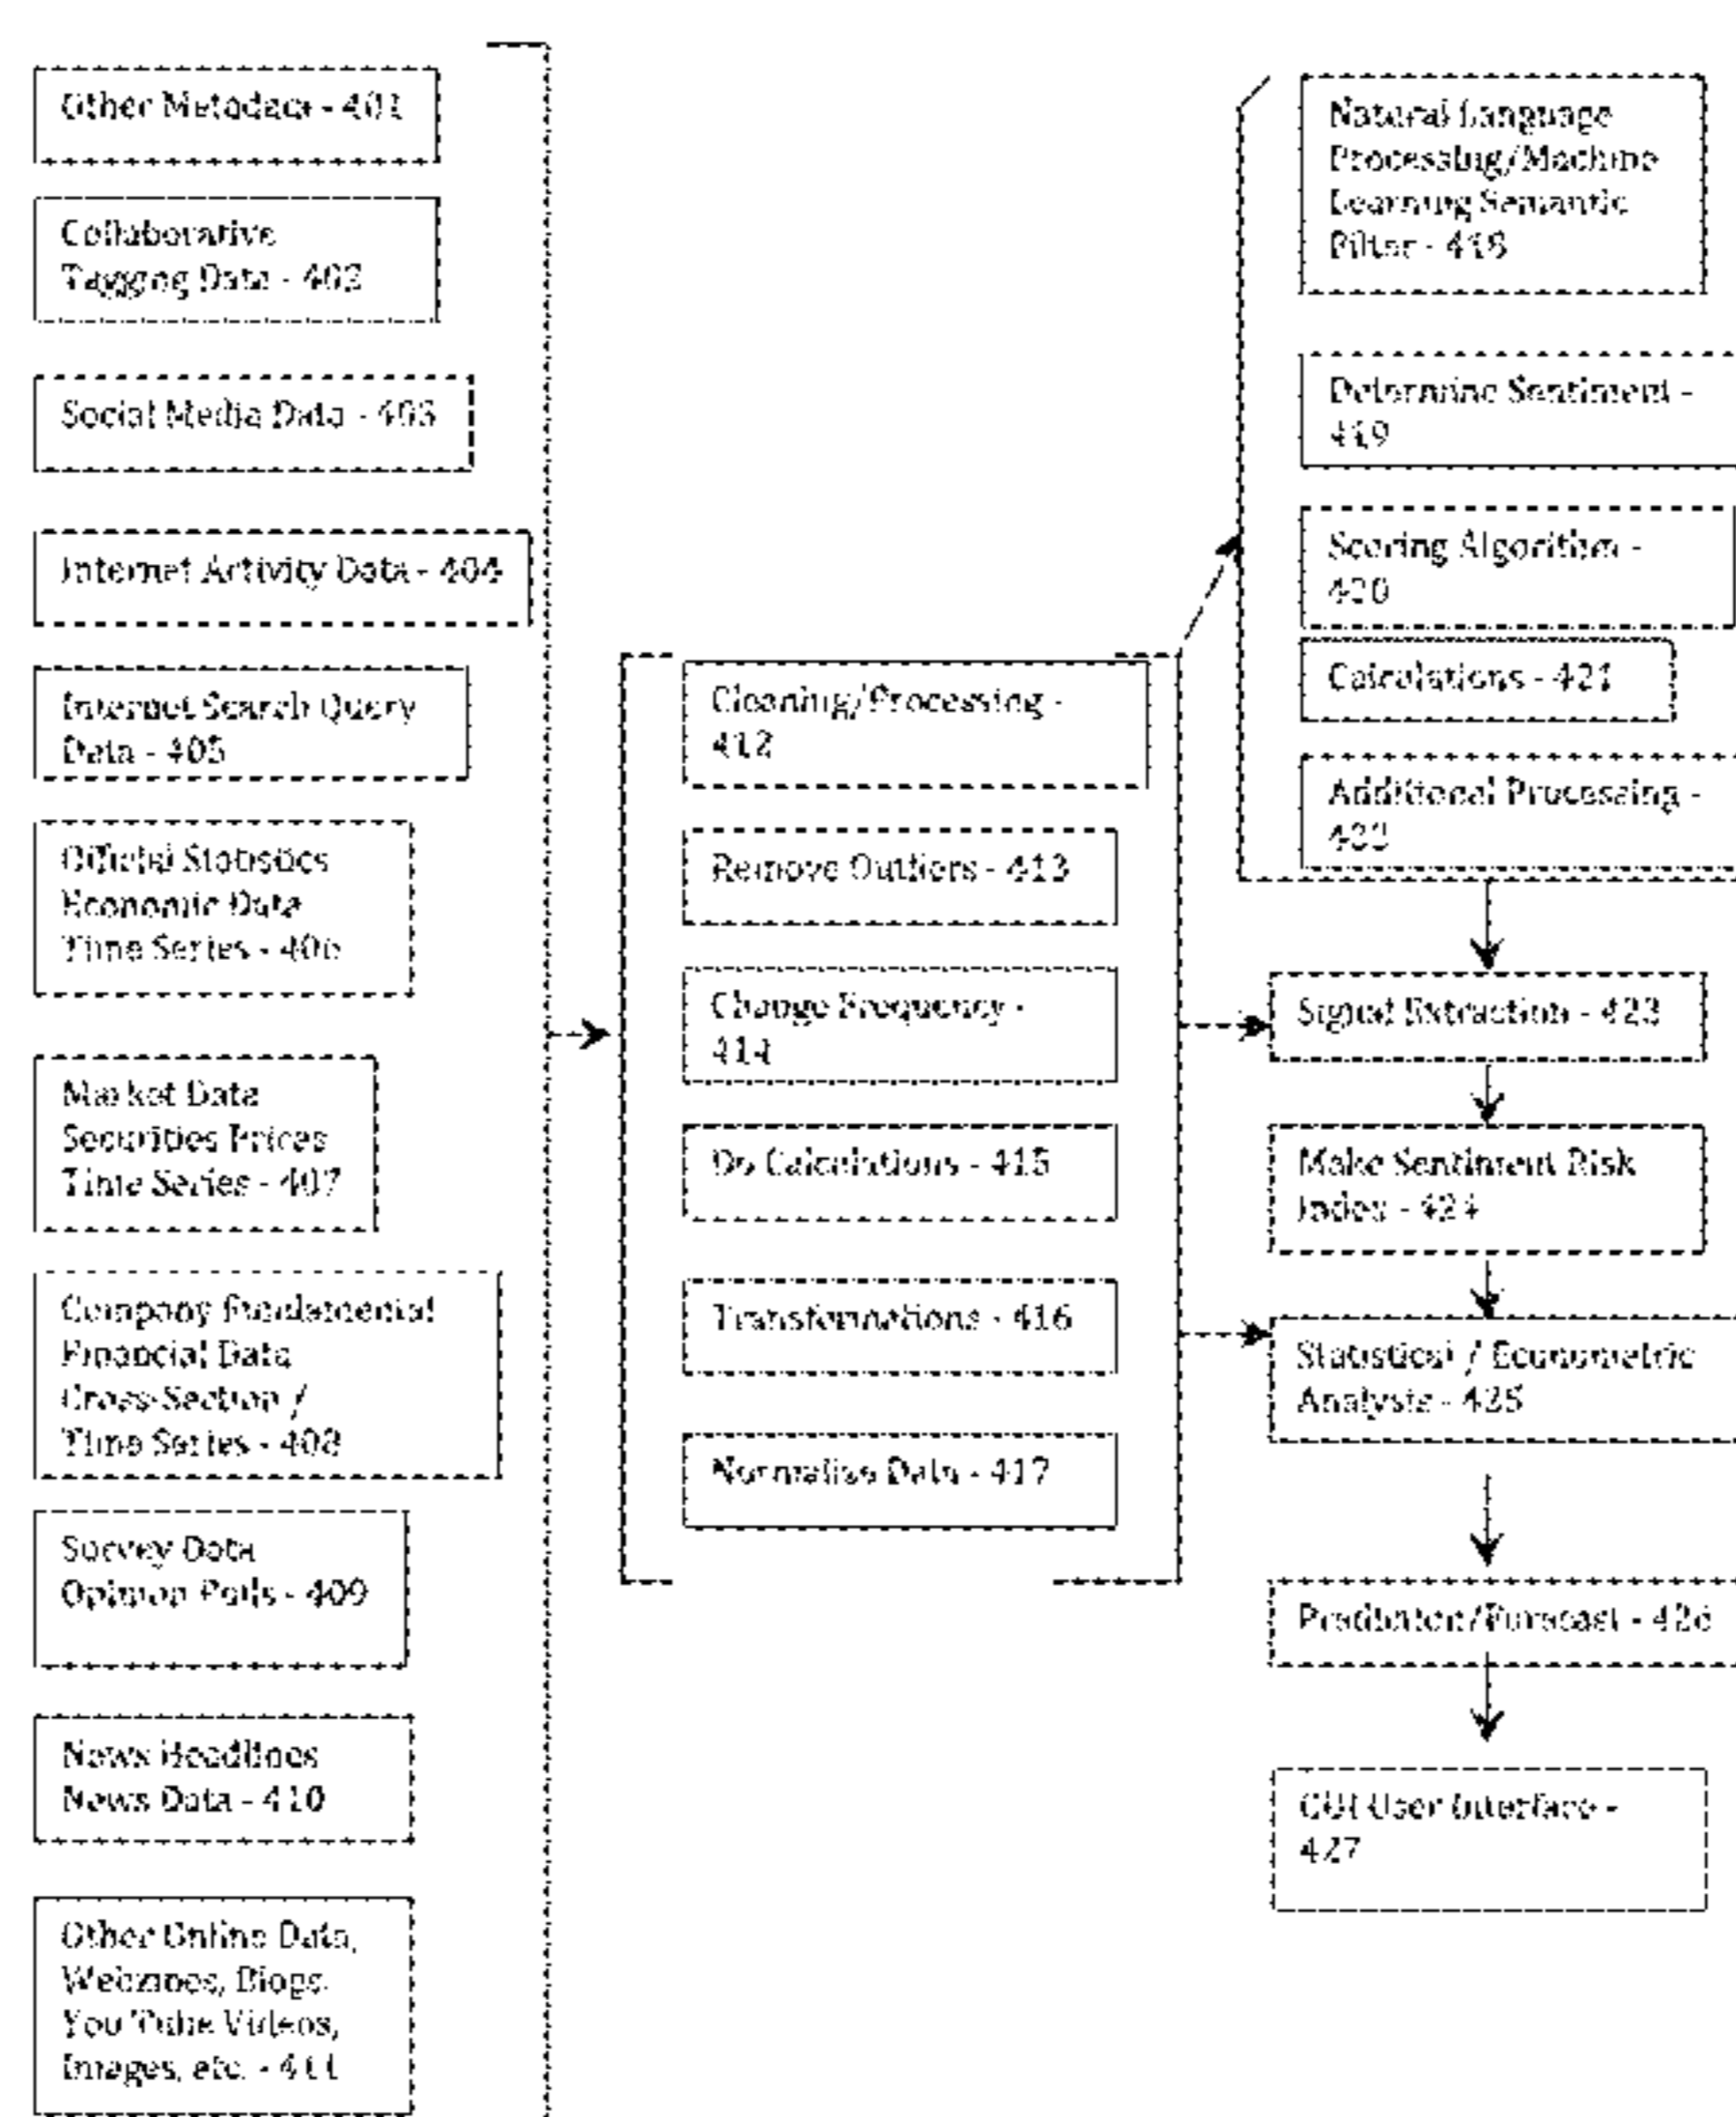 Other Metadata - 401
Collaborative
Tagging Data - 402
Social Media Data - 403
Internet Activity Data - 404
Internet Search Query
Data - 405
Official Statistics
Economic Data
Time Series - 406
Market Data
Securities Prices
Time Series - 407
Company Fundamental
Financial Data
Cross-Section /
Time Series - 408
Survey Data
Opinion Polls - 409
News Headlines
News Data - 410
Other Online Data,
Webzines, Blogs.
You Tube Videos,
Images, etc. - 411
Cleaning/Processing -
412
Remove Outliers - 413
Change Frequency -
414
Do Calculations - 415
Transformations - 416
Normalise Data - 417
Natural Language
Processing/Machine
Learning Semantic
Filter - 418
Determine Sentiment -
419
Scoring Algorithm -
420
Calculations - 421
Additional Processing -
422
Signal Extraction - 423
Make Sentiment Risk
Index - 424
Statistical / Econometric
Analysis - 425
Prediction/Forecast - 426
GUI User Interface -
427